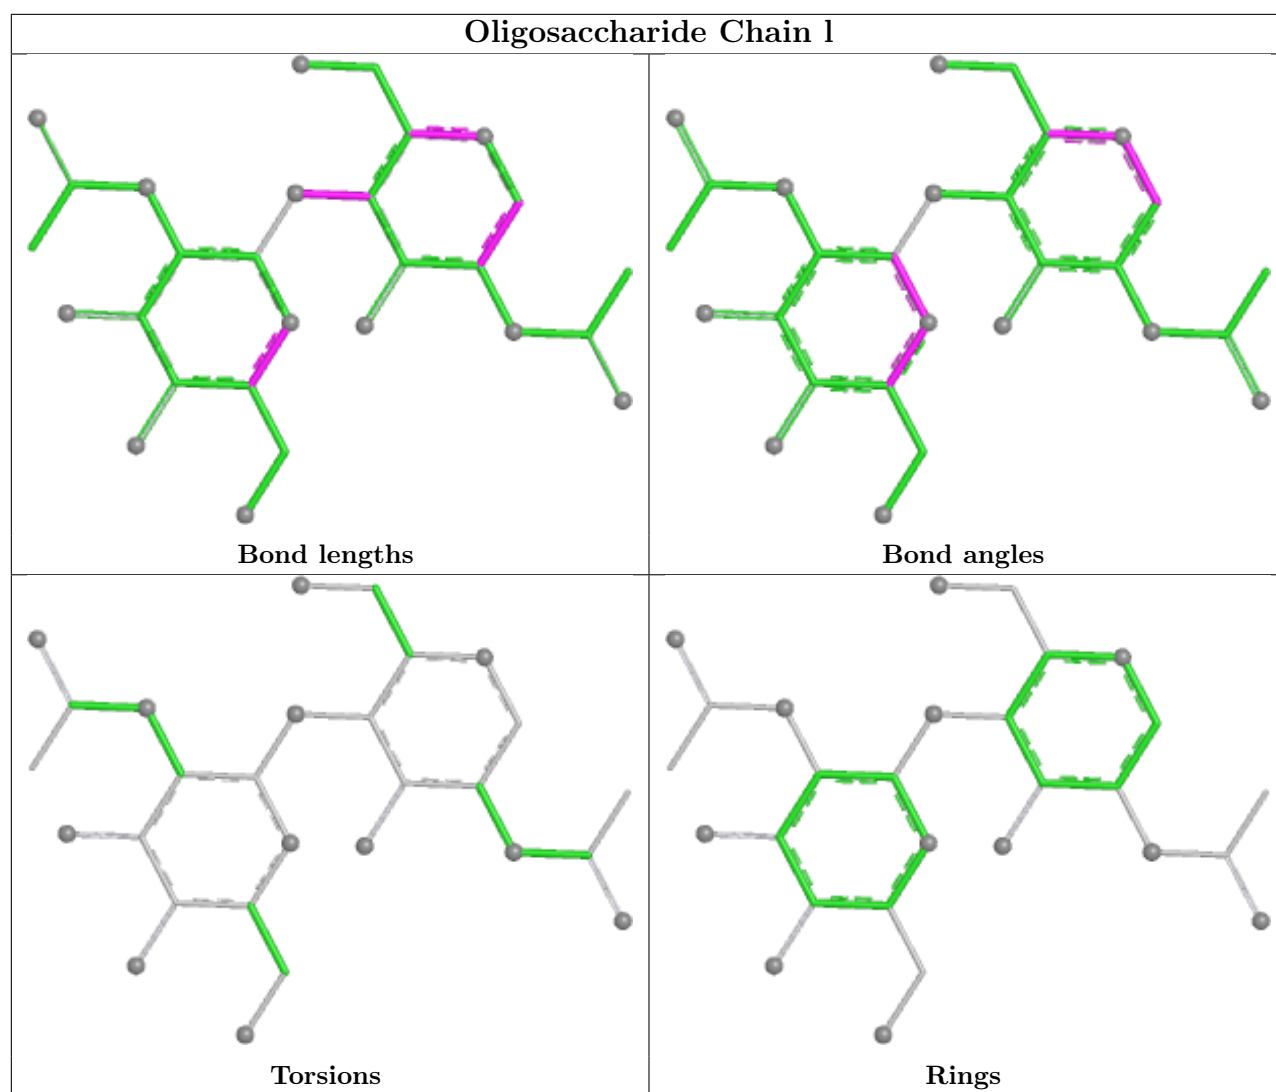 Oligosaccharide Chain l
Bond lengths
Bond angles
Torsions
Rings